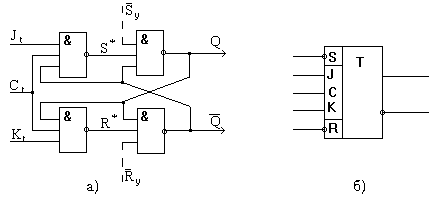 S̄y
Jt & S* & Q
Ct
& R* & Q̄
Kt
R̄y
а)
S T
J
C
K
R
б)